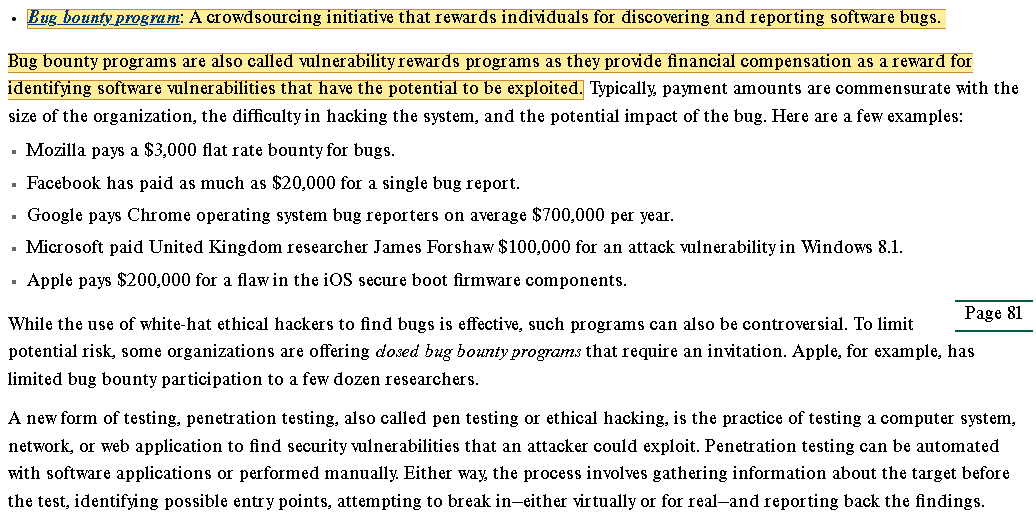 • Bug bounty program: A crowdsourcing initiative that rewards individuals for discovering and reporting software bugs.
Bug bounty programs are also called vulnerability rewards programs as they provide financial compensation as a reward for
identifying software vulnerabilities that have the potential to be exploited. Typically, payment amounts are commensurate with the
size of the organization, the difficulty in hacking the system, and the potential impact of the bug. Here are a few examples:
▪ Mozilla pays a $3,000 flat rate bounty for bugs.
▪ Facebook has paid as much as $20,000 for a single bug report.
▪ Google pays Chrome operating system bug reporters on average $700,000 per year.
▪ Microsoft paid United Kingdom researcher James Forshaw $100,000 for an attack vulnerability in Windows 8.1.
▪ Apple pays $200,000 for a flaw in the iOS secure boot firmware components.
Page 81
While the use of white-hat ethical hackers to find bugs is effective, such programs can also be controversial. To limit
potential risk, some organizations are offering closed bug bounty programs that require an invitation. Apple, for example, has
limited bug bounty participation to a few dozen researchers.
A new form of testing, penetration testing, also called pen testing or ethical hacking, is the practice of testing a computer system,
network, or web application to find security vulnerabilities that an attacker could exploit. Penetration testing can be automated
with software applications or performed manually. Either way, the process involves gathering information about the target before
the test, identifying possible entry points, attempting to break in—either virtually or for real—and reporting back the findings.